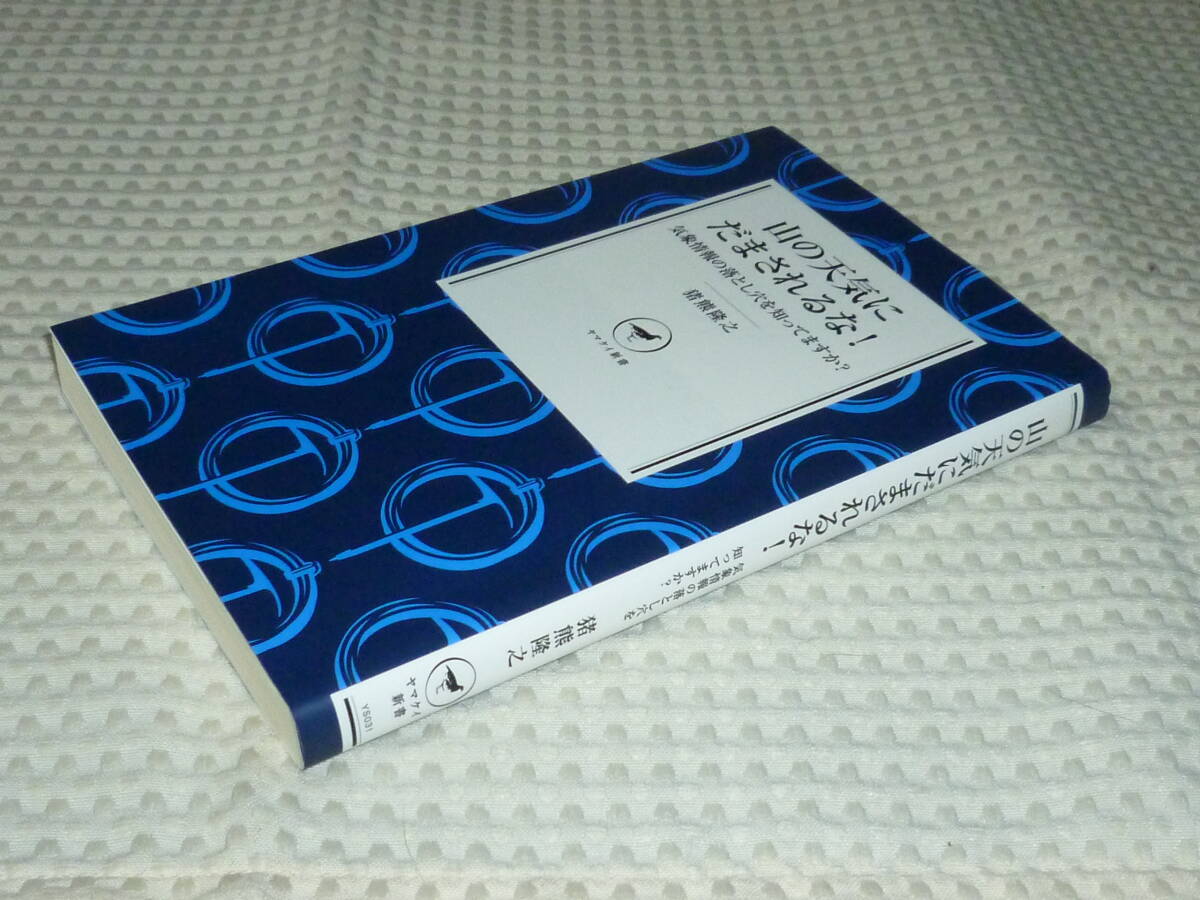 山の天気に
だまされるな!
気象情報の落とし穴を知ってますか?
猪熊隆之
ヤマケイ新書
山の天気にだまされるな!
気象情報の落とし穴を
知ってますか?
猪熊隆之
ヤマケイ
新書
YS031